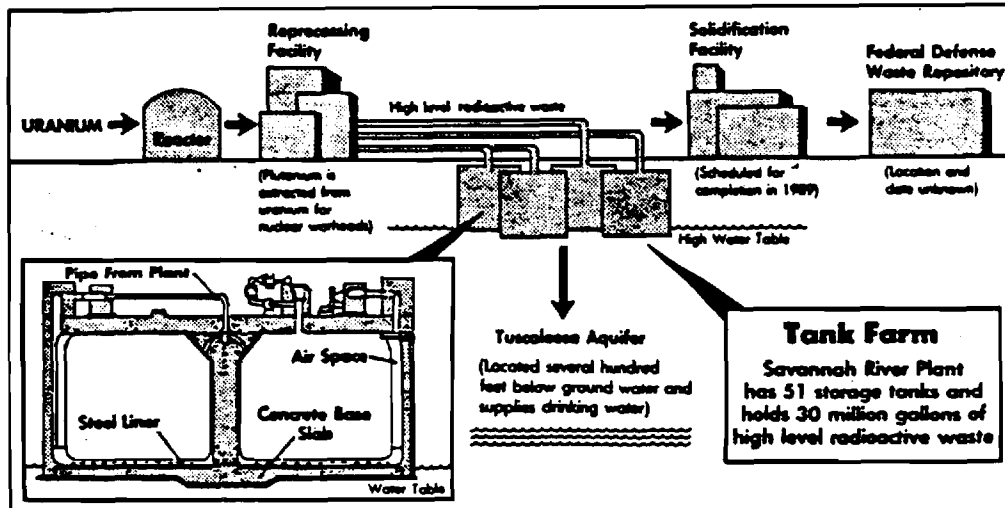 Reprocessing
Facility
Solidification
Facility
Federal Defense
Waste Repository
URANIUM
Reactor
High level radioactive waste
(Plutonium is
extracted from
uranium for
nuclear warheads)
(Scheduled for
completion in 1989)
(Location and
date unknown)
High Water Table
Pipe From Plant
Air Space
Steel Liner
Concrete Base
Slab
Water Table
Tuscaloosa Aquifer
(Located several hundred
feet below ground water and
supplies drinking water)
Tank Farm
Savannah River Plant
has 51 storage tanks and
holds 30 million gallons of
high level radioactive waste